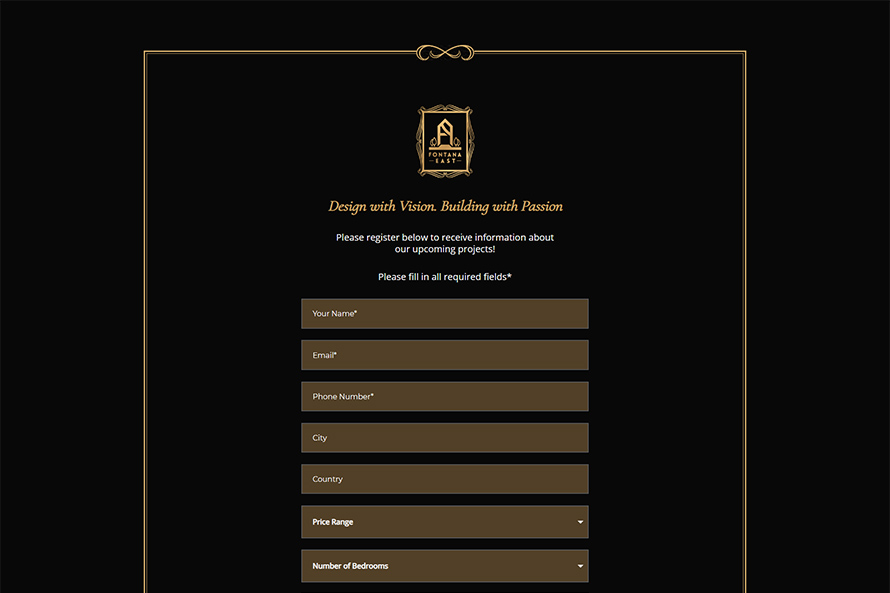 FONTANA
EAST
Design with Vision. Building with Passion
Please register below to receive information about
our upcoming projects!
Please fill in all required fields*
Your Name*
Email*
Phone Number*
City
Country
Price Range
Number of Bedrooms